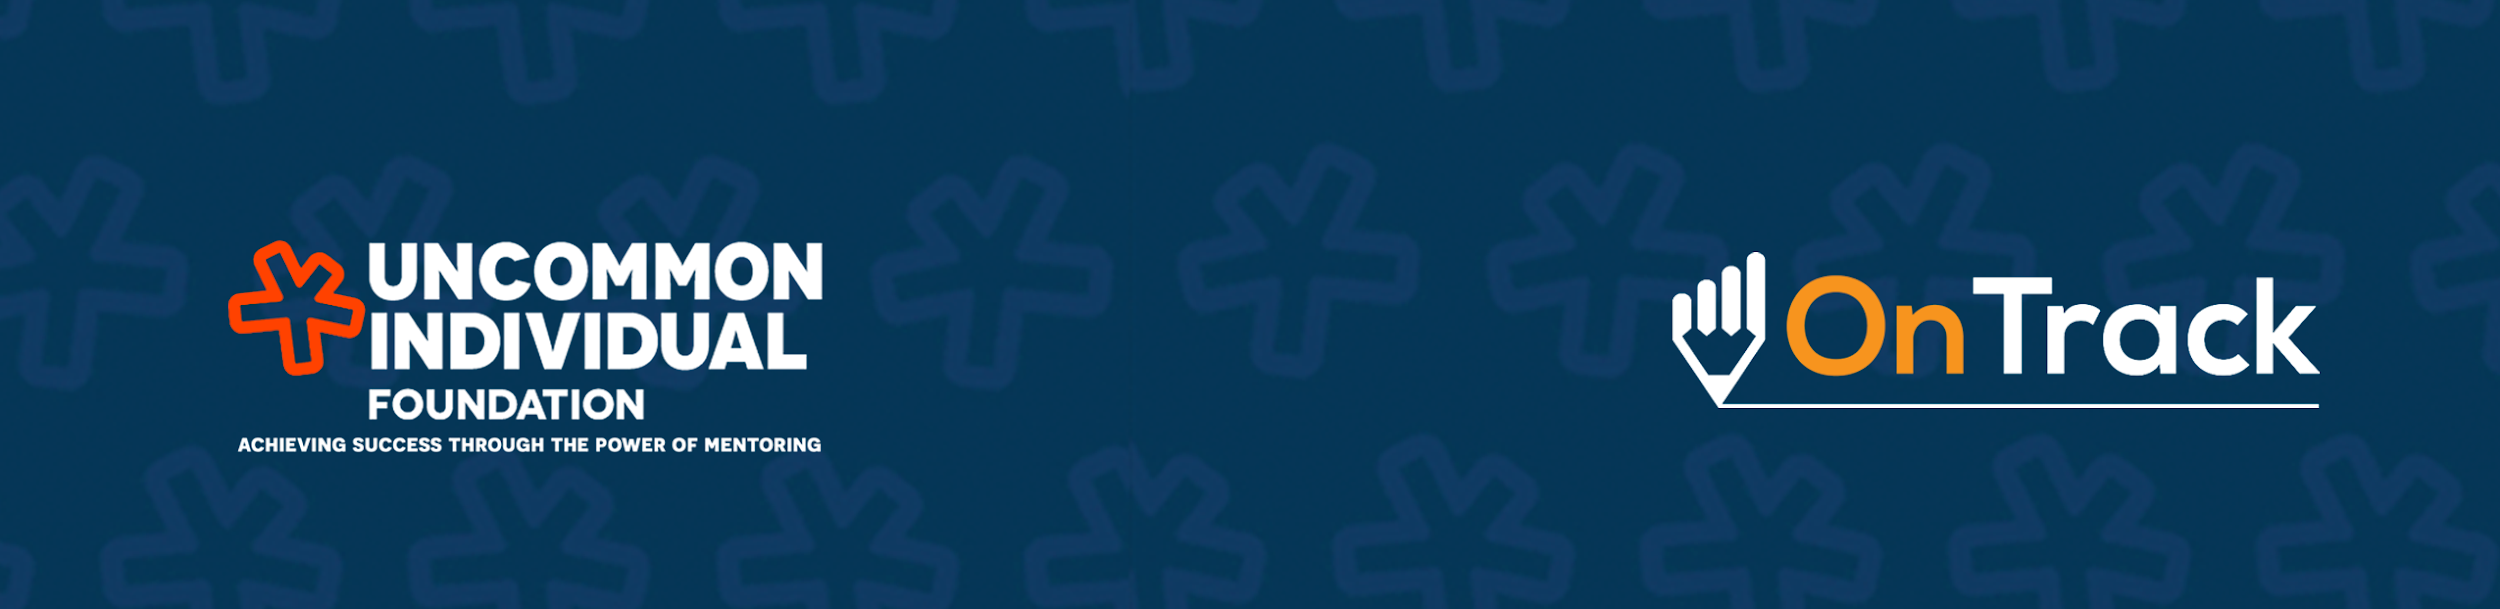 UNCOMMON
INDIVIDUAL
FOUNDATION
ACHIEVING SUCCESS THROUGH THE POWER OF MENTORING
OnTrack